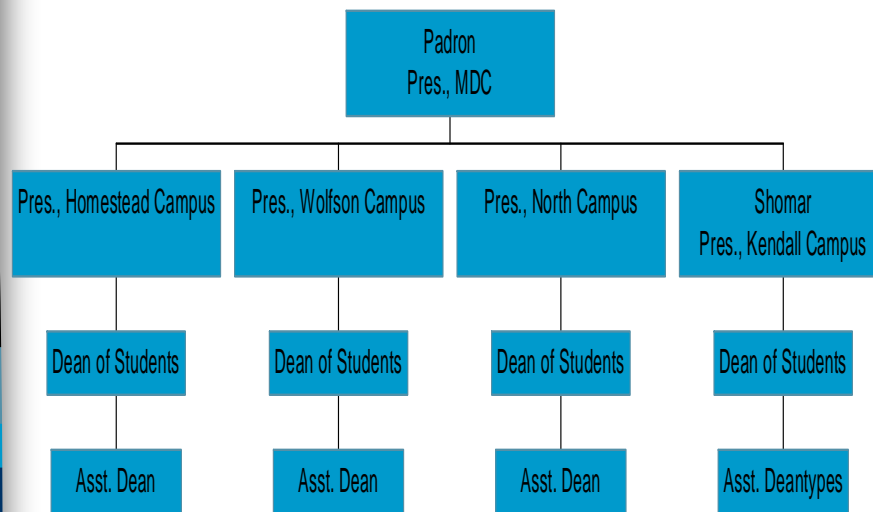 Padron
Pres., MDC
Pres., Homestead Campus
Pres., Wolfson Campus
Pres., North Campus
Shomar
Pres., Kendall Campus
Dean of Students
Dean of Students
Dean of Students
Dean of Students
Asst. Dean
Asst. Dean
Asst. Dean
Asst. Deantypes